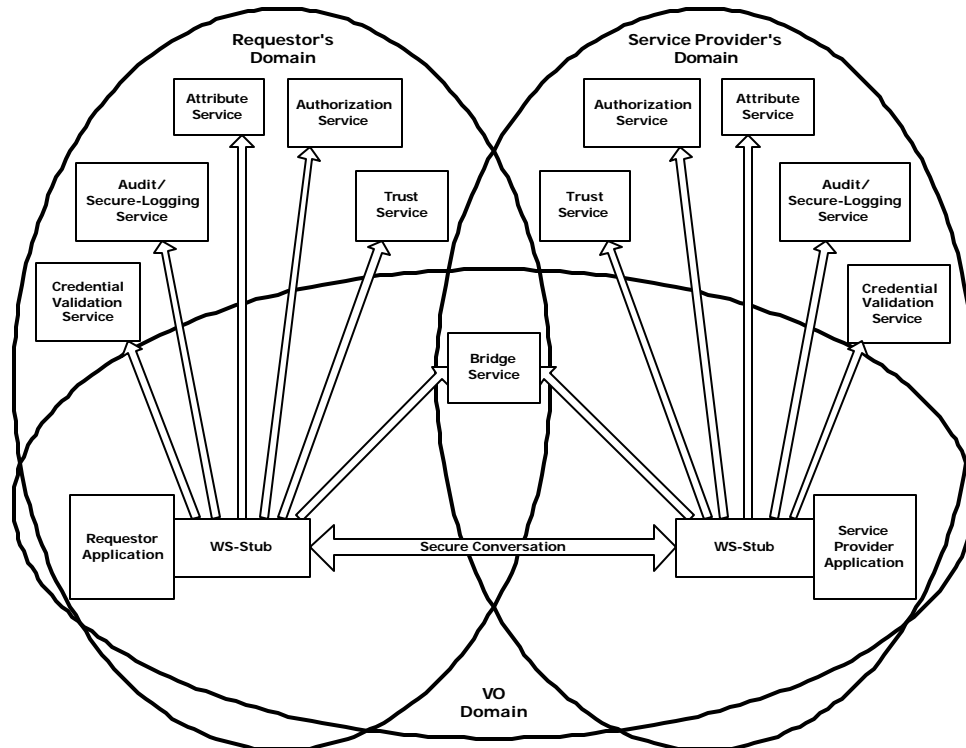 Requestor's
Domain
Service Provider's
Domain
Attribute
Service
Authorization
Service
Authorization
Service
Attribute
Service
Audit/
Secure-Logging
Service
Trust
Service
Trust
Service
Audit/
Secure-Logging
Service
Credential
Validation
Service
Credential
Validation
Service
Bridge
Service
Requestor
Application
WS-Stub
Secure Conversation
WS-Stub
Service
Provider
Application
VO
Domain